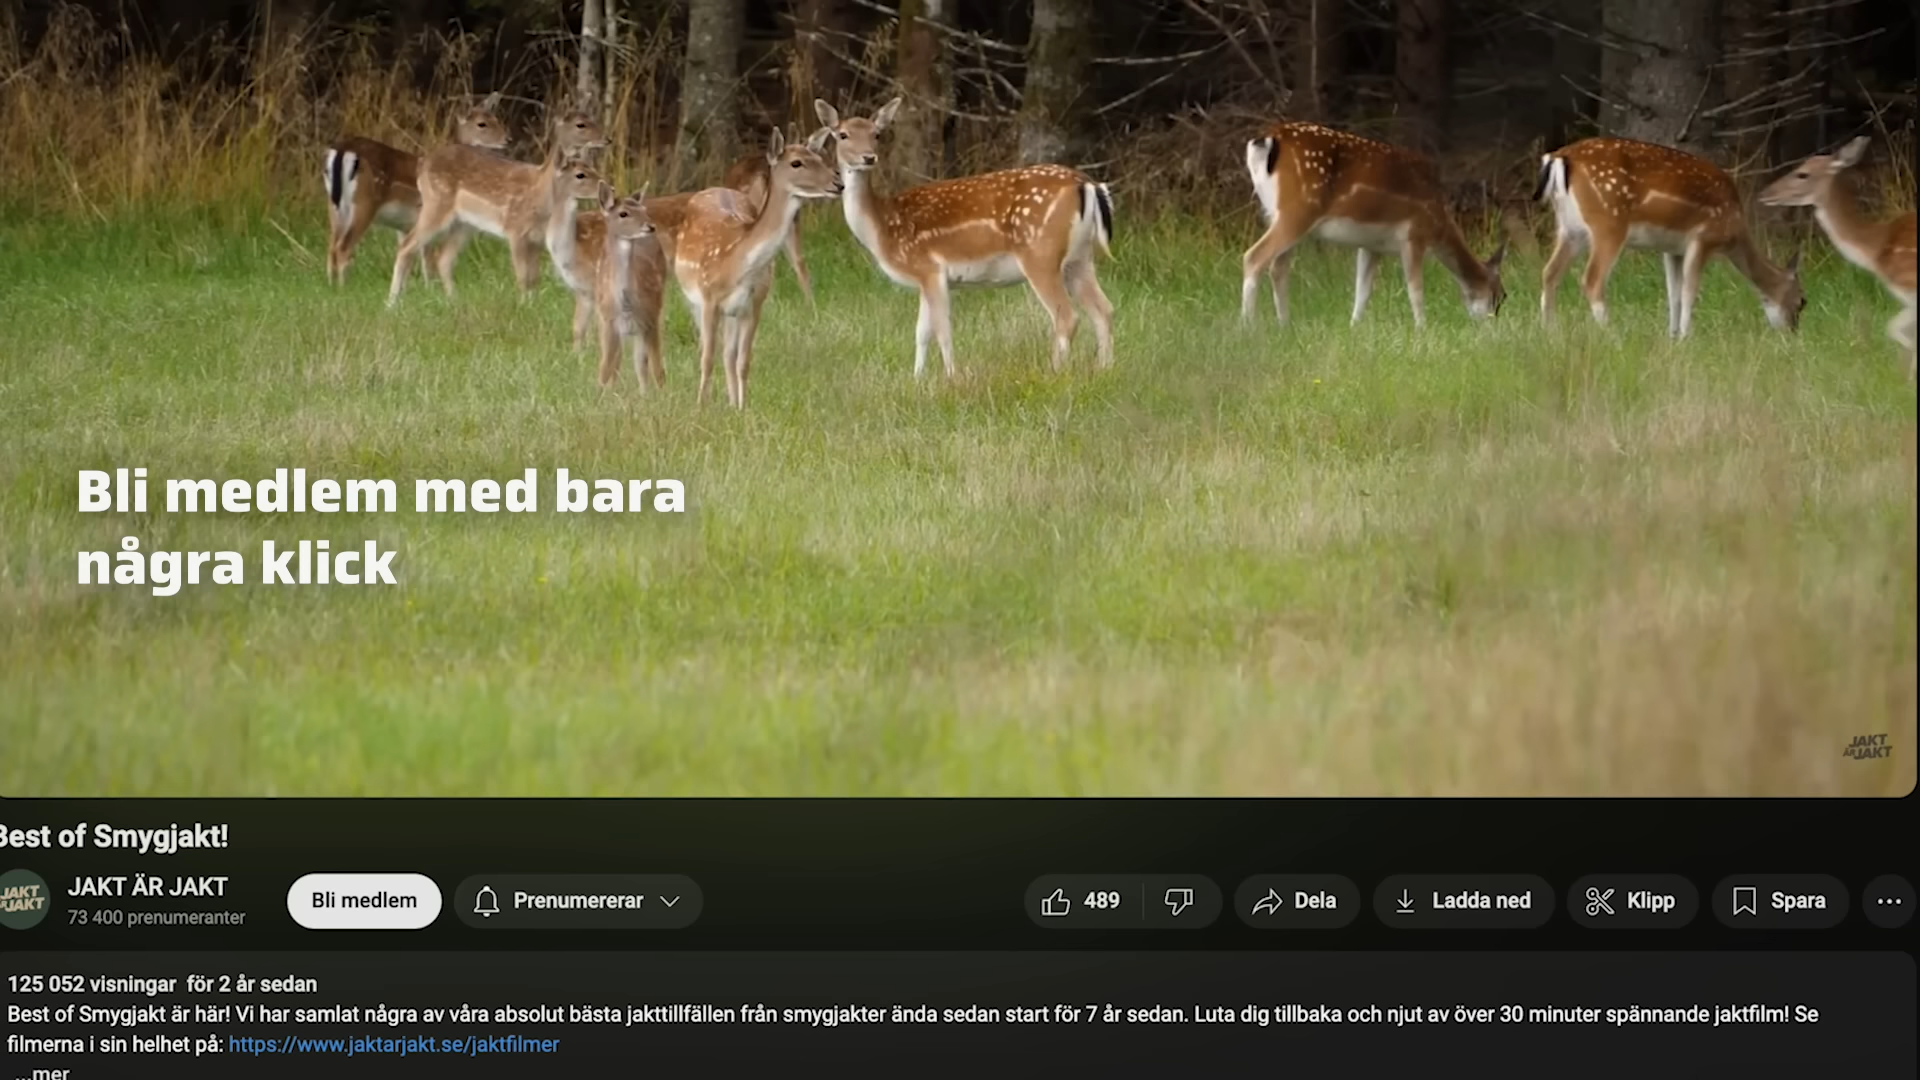 Bli medlem med bara
några klick
JAKT
ÄR JAKT
Best of Smygjakt!
JAKT
ÄR JAKT
JAKT ÄR JAKT
73 400 prenumeranter
Bli medlem
Prenumererar
489
Dela
Ladda ned
Klipp
Spara
125 052 visningar  för 2 år sedan
Best of Smygjakt är här! Vi har samlat några av våra absolut bästa jakttillfällen från smygjakter ända sedan start för 7 år sedan. Luta dig tillbaka och njut av över 30 minuter spännande jaktfilm! Se
filmerna i sin helhet på: https://www.jaktarjakt.se/jaktfilmer
...mer